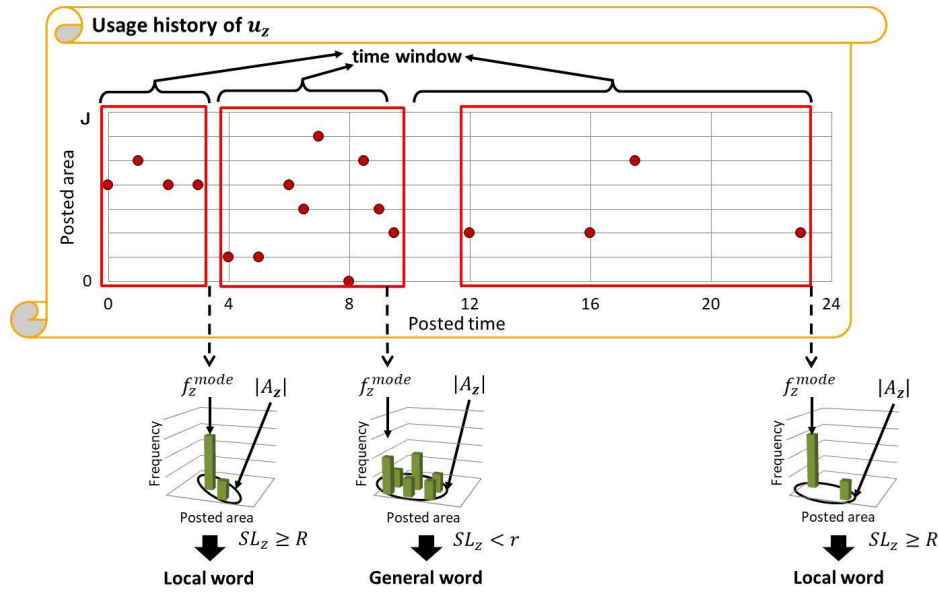 Usage history of u_z
time window
J
Posted area
0
0 4 8 12 16 20 24
Posted time
f_z^{mode} |A_z| f_z^{mode} |A_z| f_z^{mode} |A_z|
Frequency Frequency Frequency
Posted area Posted area Posted area
SL_z ≥ R SL_z < r SL_z ≥ R
Local word General word Local word